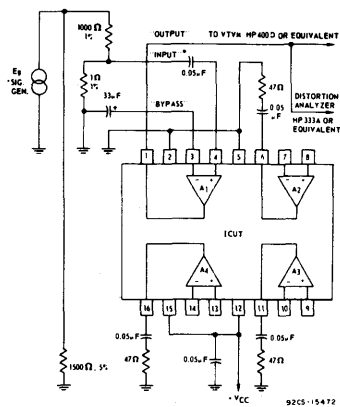 1000 Ω
1%
"OUTPUT"
TO VTVM HP400D OR EQUIVALENT
"INPUT"
0.05μF
Eg
SIG.
GEN.
1Ω
1%
33μF
+
"BYPASS"
47Ω
0.05
μF
DISTORTION
ANALYZER
HP333A OR
EQUIVALENT
1 2 3 4 5 6 7 8
- + + -
A1 A2
ICUT
A4 A3
- + + -
16 15 14 13 12 11 10 9
0.05μF
0.05μF
0.05μF
47Ω
47Ω
1500Ω, 5%
+ VCC
92CS-15472